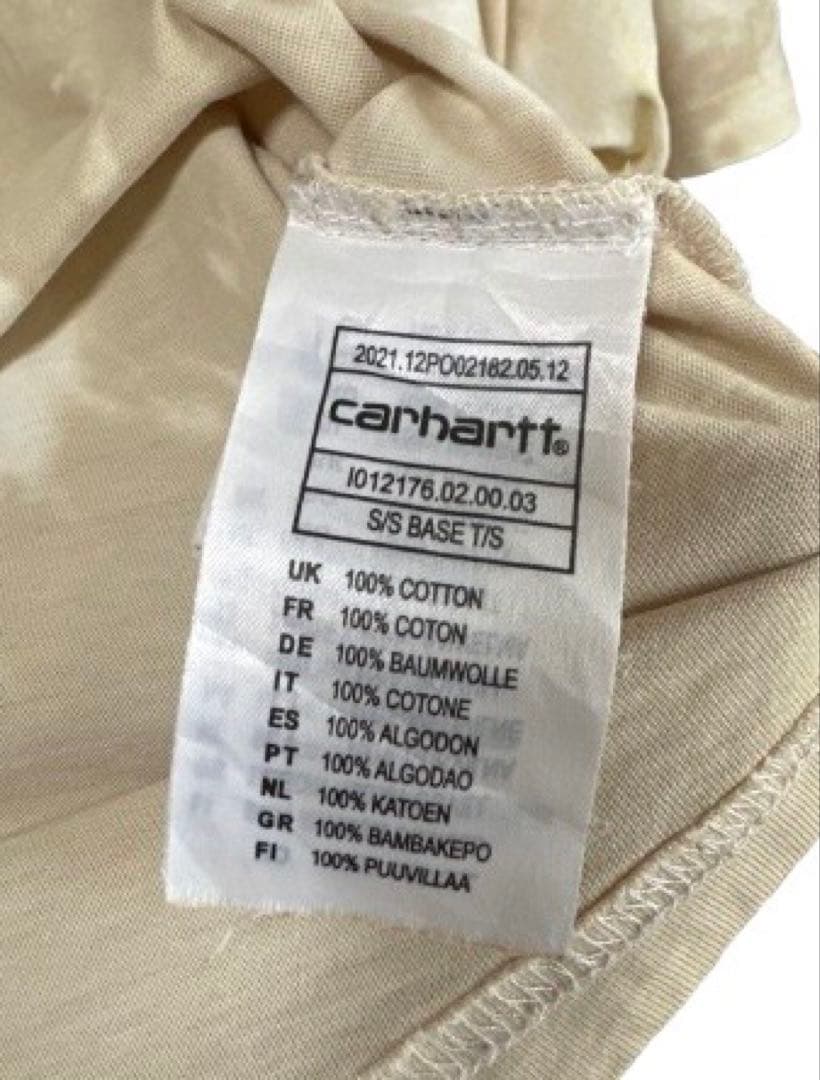 2021.12PO02162.05.12
carhartt®
I012176.02.00.03
S/S BASE T/S
UK 100% COTTON
FR 100% COTON
DE 100% BAUMWOLLE
IT 100% COTONE
ES 100% ALGODON
PT 100% ALGODAO
NL 100% KATOEN
GR 100% BAMBAKEPO
FI 100% PUUVILLAA